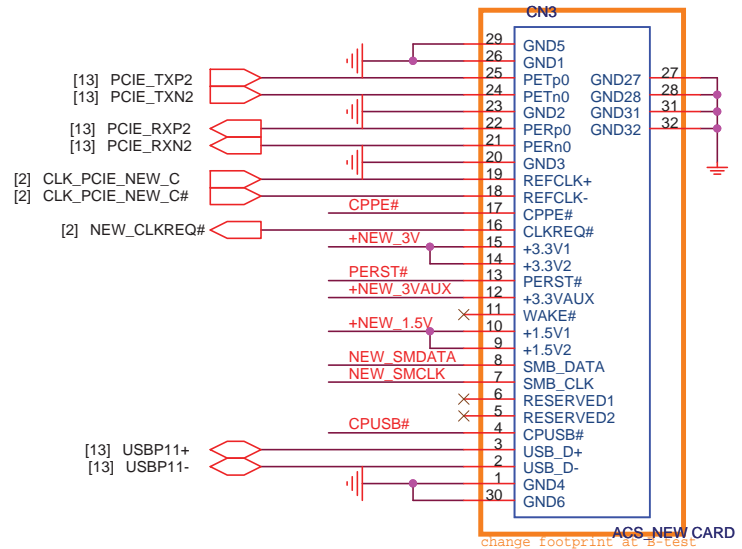 CN3
29 GND5
26 GND1
[13] PCIE_TXP2 25 PETp0 GND27 27
[13] PCIE_TXN2 24 PETn0 GND28 28
23 GND2 GND31 31
[13] PCIE_RXP2 22 PERp0 GND32 32
[13] PCIE_RXN2 21 PERn0
20 GND3
[2] CLK_PCIE_NEW_C 19 REFCLK+
[2] CLK_PCIE_NEW_C# 18 REFCLK-
CPPE# 17 CPPE#
[2] NEW_CLKREQ# 16 CLKREQ#
+NEW_3V 15 +3.3V1
14 +3.3V2
PERST# 13 PERST#
+NEW_3VAUX 12 +3.3VAUX
11 WAKE#
+NEW_1.5V 10 +1.5V1
9 +1.5V2
NEW_SMDATA 8 SMB_DATA
NEW_SMCLK 7 SMB_CLK
6 RESERVED1
5 RESERVED2
CPUSB# 4 CPUSB#
[13] USBP11+ 3 USB_D+
[13] USBP11- 2 USB_D-
1 GND4
30 GND6
ACS_NEW CARD
change footprint at B-test